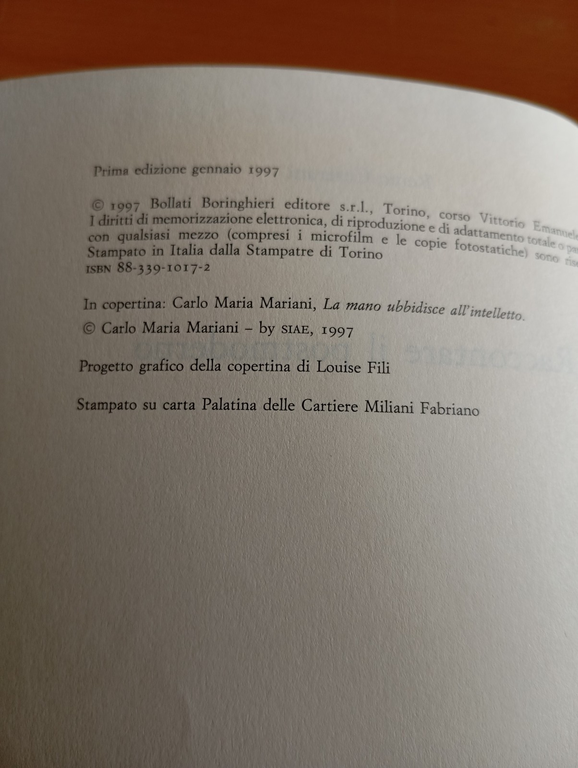 Prima edizione gennaio 1997
© 1997 Bollati Boringhieri editore s.r.l., Torino, corso Vittorio Emanuele
I diritti di memorizzazione elettronica, di riproduzione e di adattamento totale o
con qualsiasi mezzo (compresi i microfilm e le copie fotostatiche) sono
Stampato in Italia dalla Stampatre di Torino
ISBN 88-339-1017-2
In copertina: Carlo Maria Mariani, La mano ubbidisce all'intelletto.
© Carlo Maria Mariani – by SIAE, 1997
Progetto grafico della copertina di Louise Fili
Stampato su carta Palatina delle Cartiere Miliani Fabriano